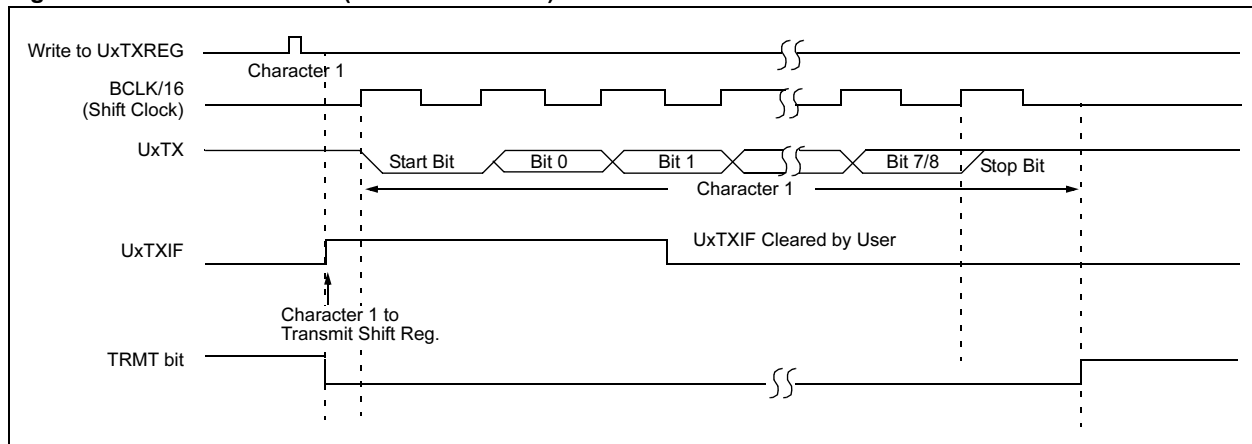 Write to UxTXREG
Character 1
BCLK/16
(Shift Clock)
UxTX
Start Bit
Bit 0
Bit 1
Bit 7/8
Stop Bit
Character 1
UxTXIF
UxTXIF Cleared by User
Character 1 to
Transmit Shift Reg.
TRMT bit